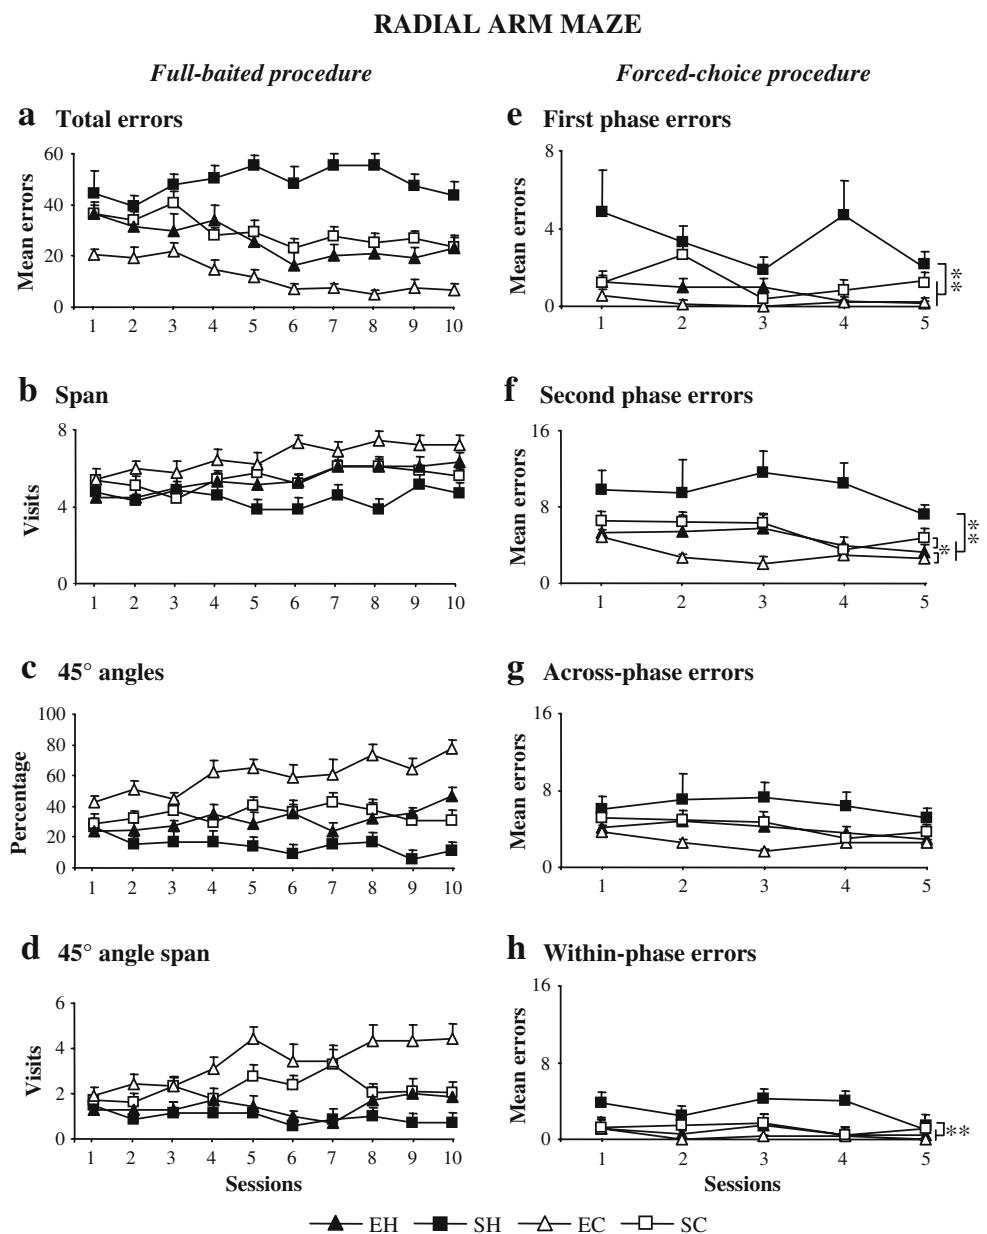 RADIAL ARM MAZE
Full-baited procedure
Forced-choice procedure
a Total errors
Mean errors
60
40
20
0
1 2 3 4 5 6 7 8 9 10
b Span
Visits
8
4
0
1 2 3 4 5 6 7 8 9 10
c 45° angles
Percentage
100
80
60
40
20
0
1 2 3 4 5 6 7 8 9 10
d 45° angle span
Visits
6
4
2
0
1 2 3 4 5 6 7 8 9 10
Sessions
e First phase errors
Mean errors
8
4
0
1 2 3 4 5
**
f Second phase errors
Mean errors
16
8
0
1 2 3 4 5
*
**
g Across-phase errors
Mean errors
16
8
0
1 2 3 4 5
h Within-phase errors
Mean errors
16
8
0
1 2 3 4 5
**
Sessions
EH SH EC SC